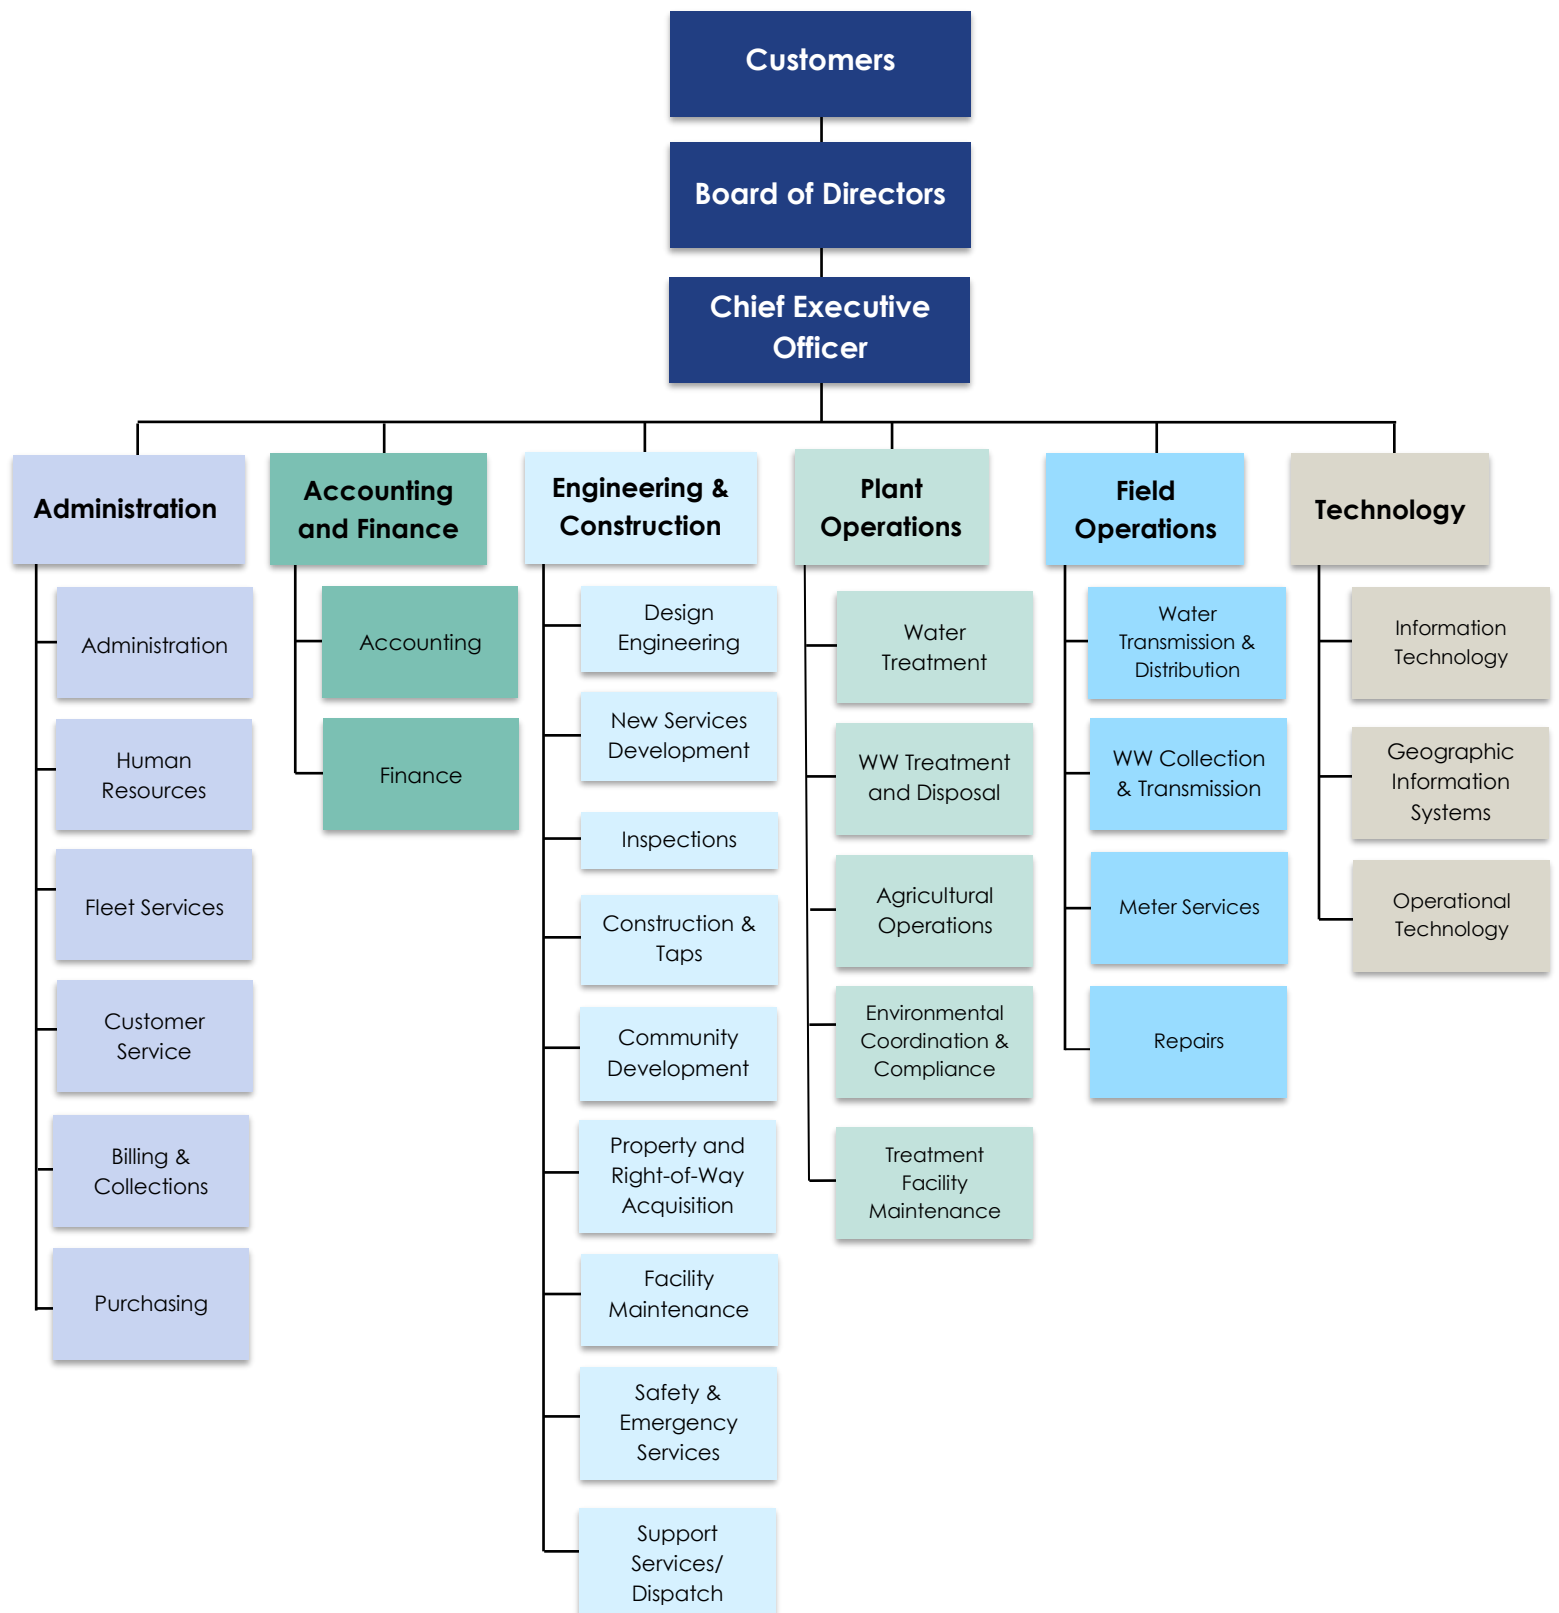 Customers
Board of Directors
Chief Executive
Officer
Administration
Administration
Human
Resources
Fleet Services
Customer
Service
Billing &
Collections
Purchasing
Accounting
and Finance
Accounting
Finance
Engineering &
Construction
Design
Engineering
New Services
Development
Inspections
Construction &
Taps
Community
Development
Property and
Right-of-Way
Acquisition
Facility
Maintenance
Safety &
Emergency
Services
Support
Services/
Dispatch
Plant
Operations
Water
Treatment
WW Treatment
and Disposal
Agricultural
Operations
Environmental
Coordination &
Compliance
Treatment
Facility
Maintenance
Field
Operations
Water
Transmission &
Distribution
WW Collection
& Transmission
Meter Services
Repairs
Technology
Information
Technology
Geographic
Information
Systems
Operational
Technology